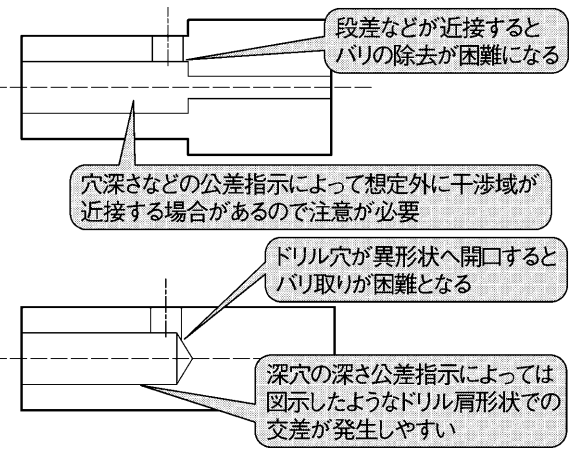 段差などが近接すると
バリの除去が困難になる
穴深さなどの公差指示によって想定外に干渉域が
近接する場合があるので注意が必要
ドリル穴が異形状へ開口すると
バリ取りが困難となる
深穴の深さ公差指示によっては
図示したようなドリル肩形状での
交差が発生しやすい